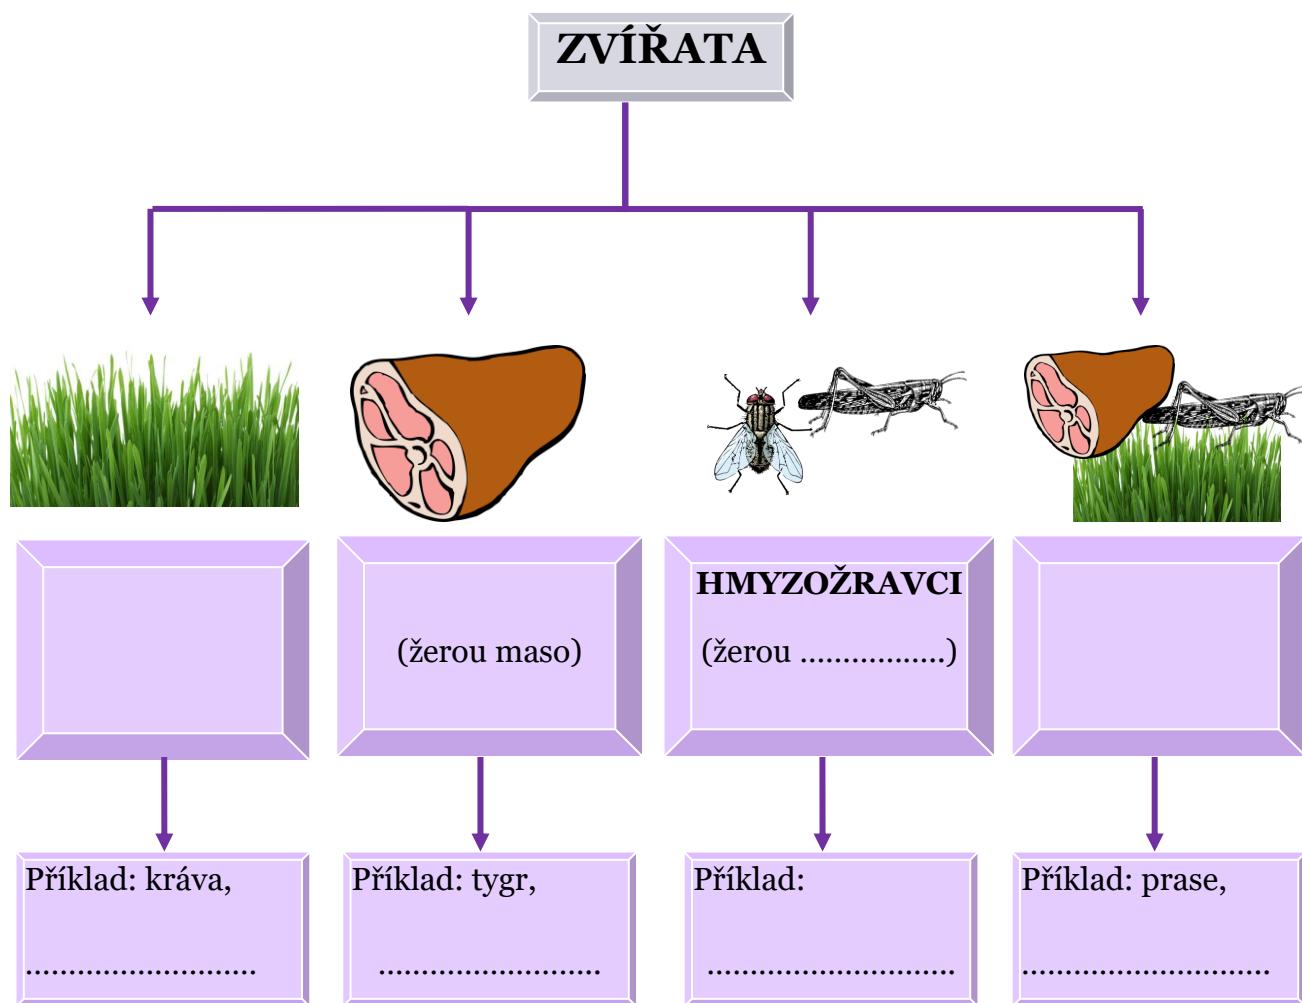 ZVÍŘATA
(žerou maso)
HMYZOŽRAVCI
(žerou .................)
Příklad: kráva,
...........................
Příklad: tygr,
..........................
Příklad:
.............................
Příklad: prase,
.............................